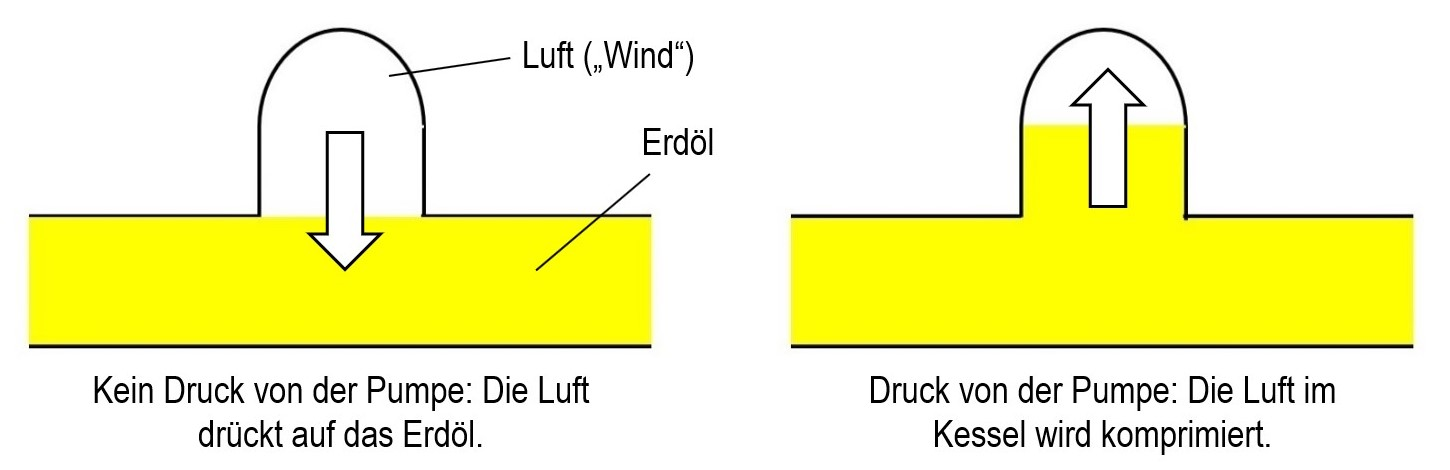 Luft („Wind“)
Erdöl
Kein Druck von der Pumpe: Die Luft
drückt auf das Erdöl.
Druck von der Pumpe: Die Luft im
Kessel wird komprimiert.